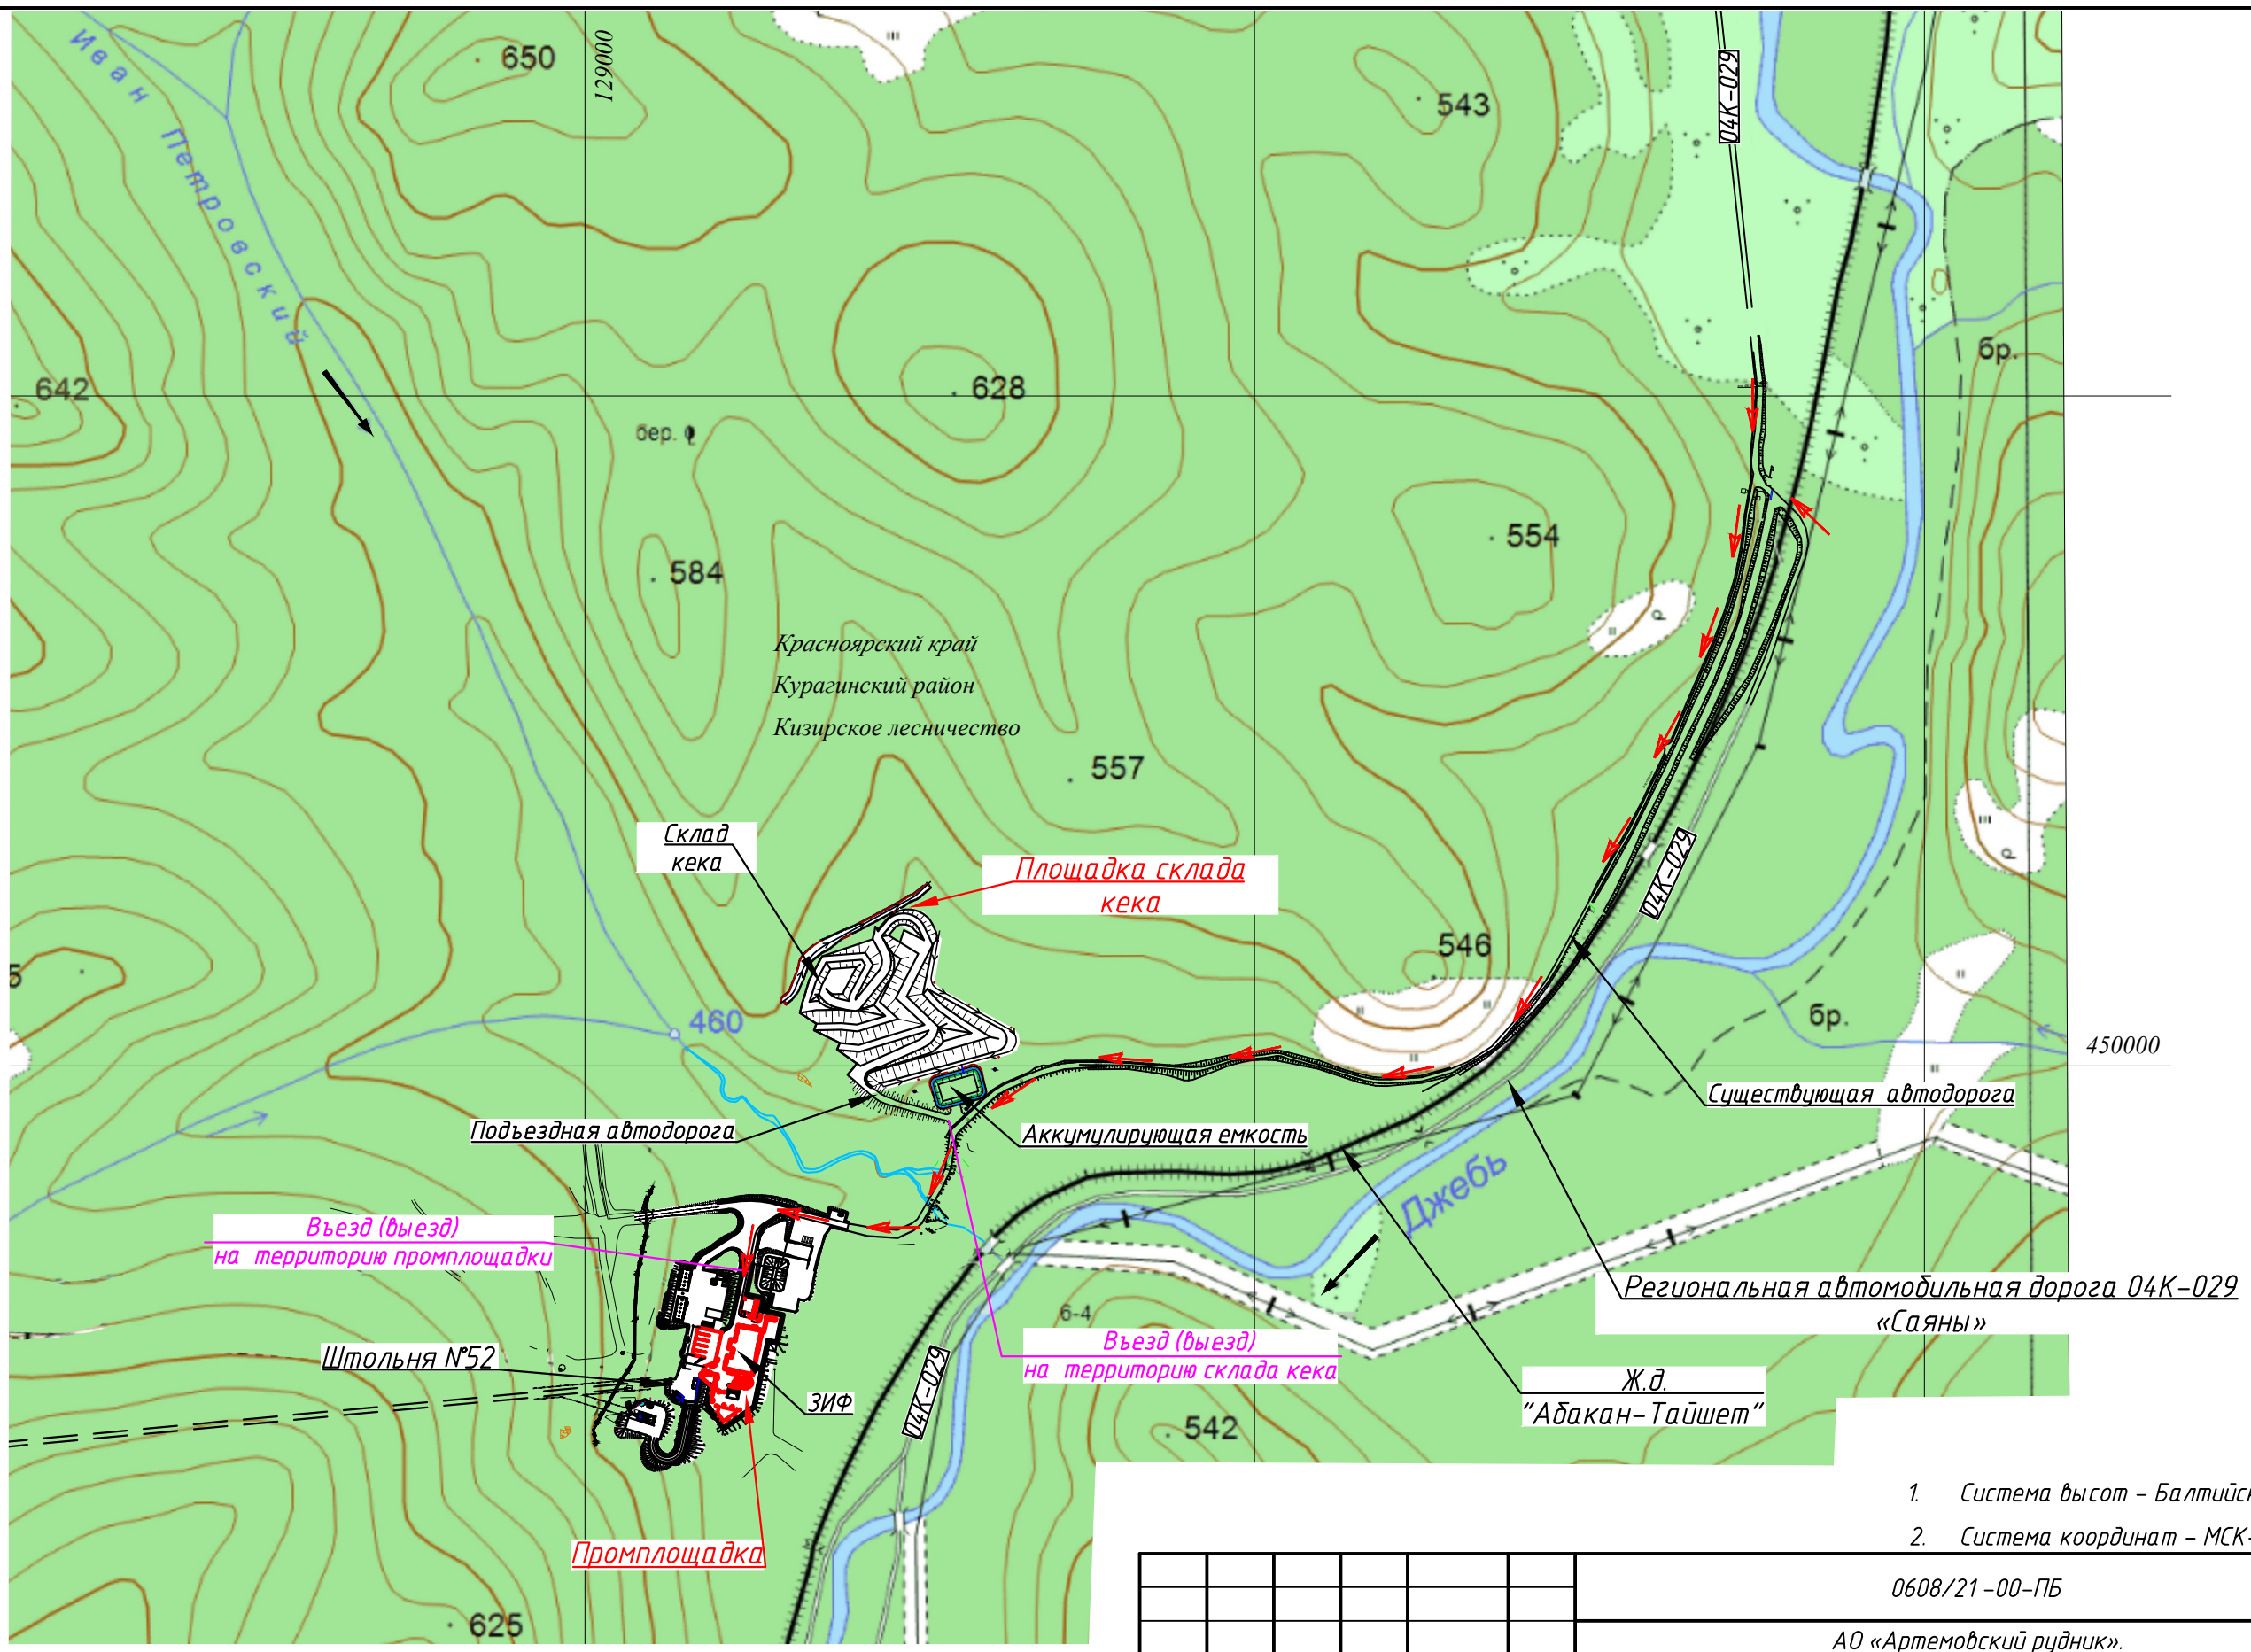 Иван Петровский
650
129000
543
04К-029
642
628
бр.
бер.
554
584
Красноярский край
Курагинский район
Кизирское лесничество
557
Склад
кека
Площадка склада
кека
04К-029
546
5
460
бр.
450000
Существующая автодорога
Подъездная автодорога
Аккумулирующая емкость
Джебь
Въезд (выезд)
на территорию промплощадки
Региональная автомобильная дорога 04К-029
«Саяны»
6-4
Въезд (выезд)
на территорию склада кека
Штольня №52
04К-029
Ж.д.
"Абакан-Тайшет"
ЗИФ
542
Промплощадка
625
1. Система высот - Балтийск
2. Система координат - МСК-
0608/21-00-ПБ
АО «Артемовский рудник».